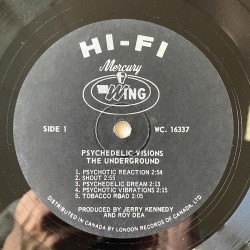 HI-FI
Mercury
WING
SIDE 1 WC. 16337
PSYCHEDELIC VISIONS
THE UNDERGROUND
1. PSYCHOTIC REACTION 2:54
2. SHOUT 2:55
3. PSYCHEDELIC DREAM 2:13
4. PSYCHOTIC VIBRATIONS 2:15
5. TOBACCO ROAD 2:05
PRODUCED BY JERRY KENNEDY
AND ROY DEA
DISTRIBUTED IN CANADA BY LONDON RECORDS OF CANADA, LTD.